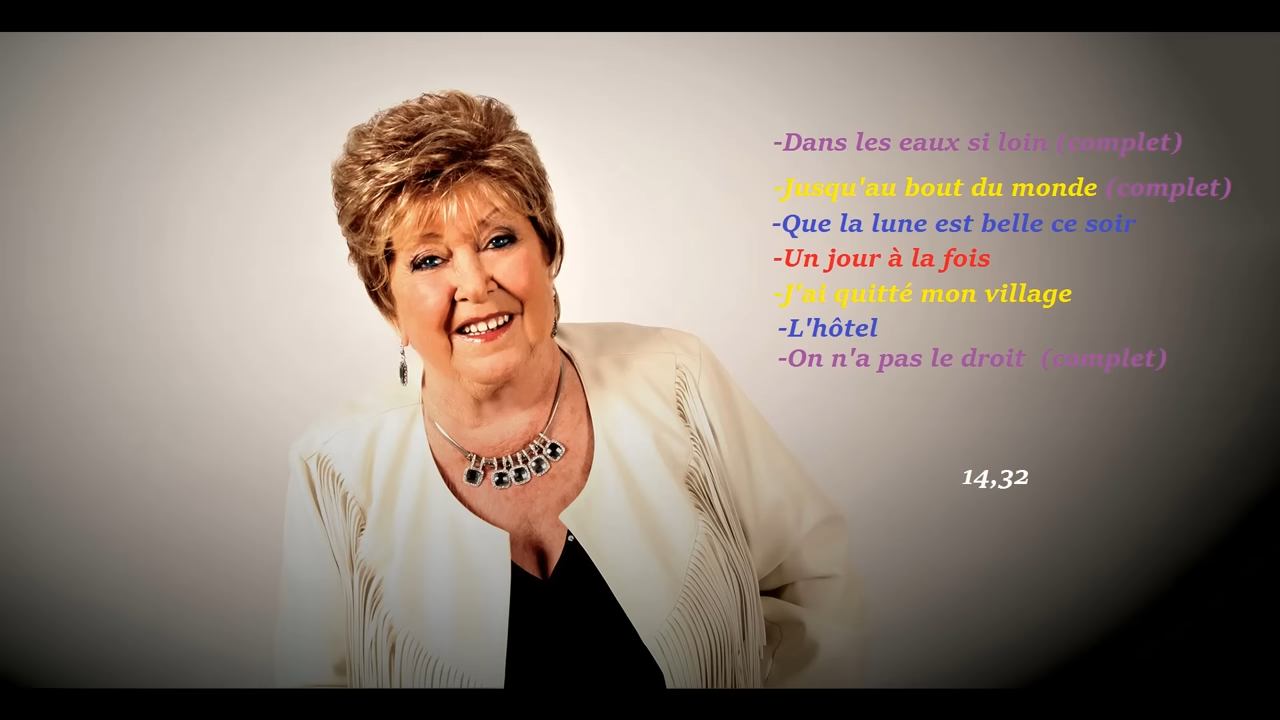 -Dans les eaux si loin (complet)
-Jusqu'au bout du monde (complet)
-Que la lune est belle ce soir
-Un jour à la fois
-J'ai quitté mon village
-L'hôtel
-On n'a pas le droit (complet)
14,32